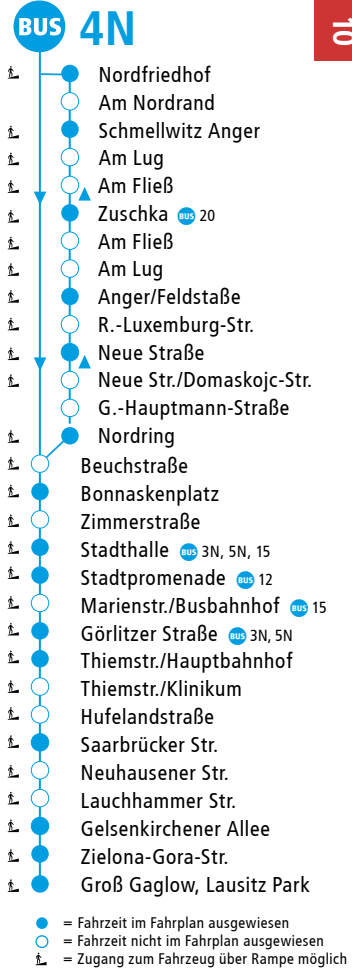 BUS 4N
10
Nordfriedhof
Am Nordrand
Schmellwitz Anger
Am Lug
Am Fließ
Zuschka BUS 20
Am Fließ
Am Lug
Anger/Feldstaße
R.-Luxemburg-Str.
Neue Straße
Neue Str./Domaskojc-Str.
G.-Hauptmann-Straße
Nordring
Beuchstraße
Bonnaskenplatz
Zimmerstraße
Stadthalle BUS 3N, 5N, 15
Stadtpromenade BUS 12
Marienstr./Busbahnhof BUS 15
Görlitzer Straße BUS 3N, 5N
Thiemstr./Hauptbahnhof
Thiemstr./Klinikum
Hufelandstraße
Saarbrücker Str.
Neuhausener Str.
Lauchhammer Str.
Gelsenkirchener Allee
Zielona-Gora-Str.
Groß Gaglow, Lausitz Park
= Fahrzeit im Fahrplan ausgewiesen
= Fahrzeit nicht im Fahrplan ausgewiesen
= Zugang zum Fahrzeug über Rampe möglich